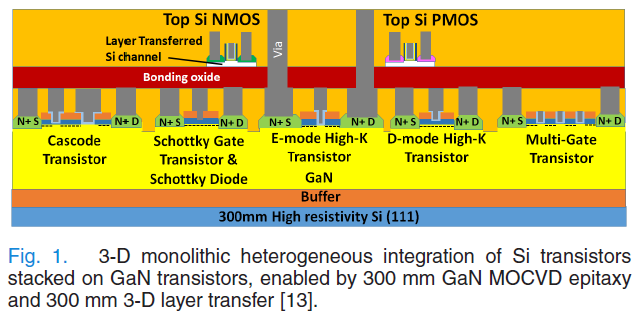 Top Si NMOS
Top Si PMOS
Layer Transferred
Si channel
Via
Bonding oxide
N+ S N+ D N+ S N+ D N+ S N+ D N+ S N+ D N+ S N+ D
Cascode
Transistor
Schottky Gate
Transistor &
Schottky Diode
E-mode High-K
Transistor
D-mode High-K
Transistor
Multi-Gate
Transistor
GaN
Buffer
300mm High resistivity Si (111)
Fig. 1. 3-D monolithic heterogeneous integration of Si transistors
stacked on GaN transistors, enabled by 300 mm GaN MOCVD epitaxy
and 300 mm 3-D layer transfer [13].